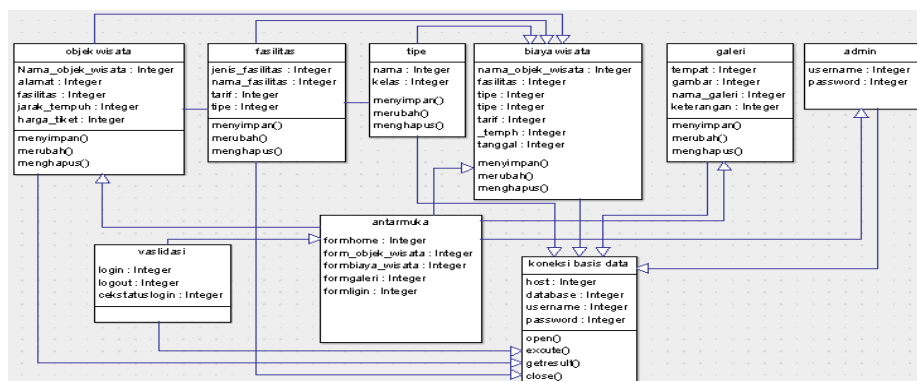 objek wisata
Nama_objek_wisata : Integer
alamat : Integer
fasilitas : Integer
jarak_tempuh : Integer
harga_tiket : Integer
menyimpan()
merubah()
menghapus()
fasilitas
jenis_fasilitas : Integer
nama_fasilitas : Integer
tarif : Integer
tipe : Integer
menyimpan()
merubah()
menghapus()
tipe
nama : Integer
kelas : Integer
menyimpan()
merubah()
menghapus()
biaya wisata
nama_objek_wisata : Integer
fasilitas : Integer
tipe : Integer
tipe : Integer
tarif : Integer
_temph : Integer
tanggal : Integer
menyimpan()
merubah()
menghapus()
galeri
tempat : Integer
gambar : Integer
nama_galeri : Integer
keterangan : Integer
menyimpan()
merubah()
menghapus()
admin
username : Integer
password : Integer
vaslidasi
login : Integer
logout : Integer
cekstatuslogin : Integer
antarmuka
formhome : Integer
form_objek_wisata : Integer
formbiaya_wisata : Integer
formgaleri : Integer
formligin : Integer
koneksi basis data
host : Integer
database : Integer
username : Integer
password : Integer
open()
excute()
getresult()
close()